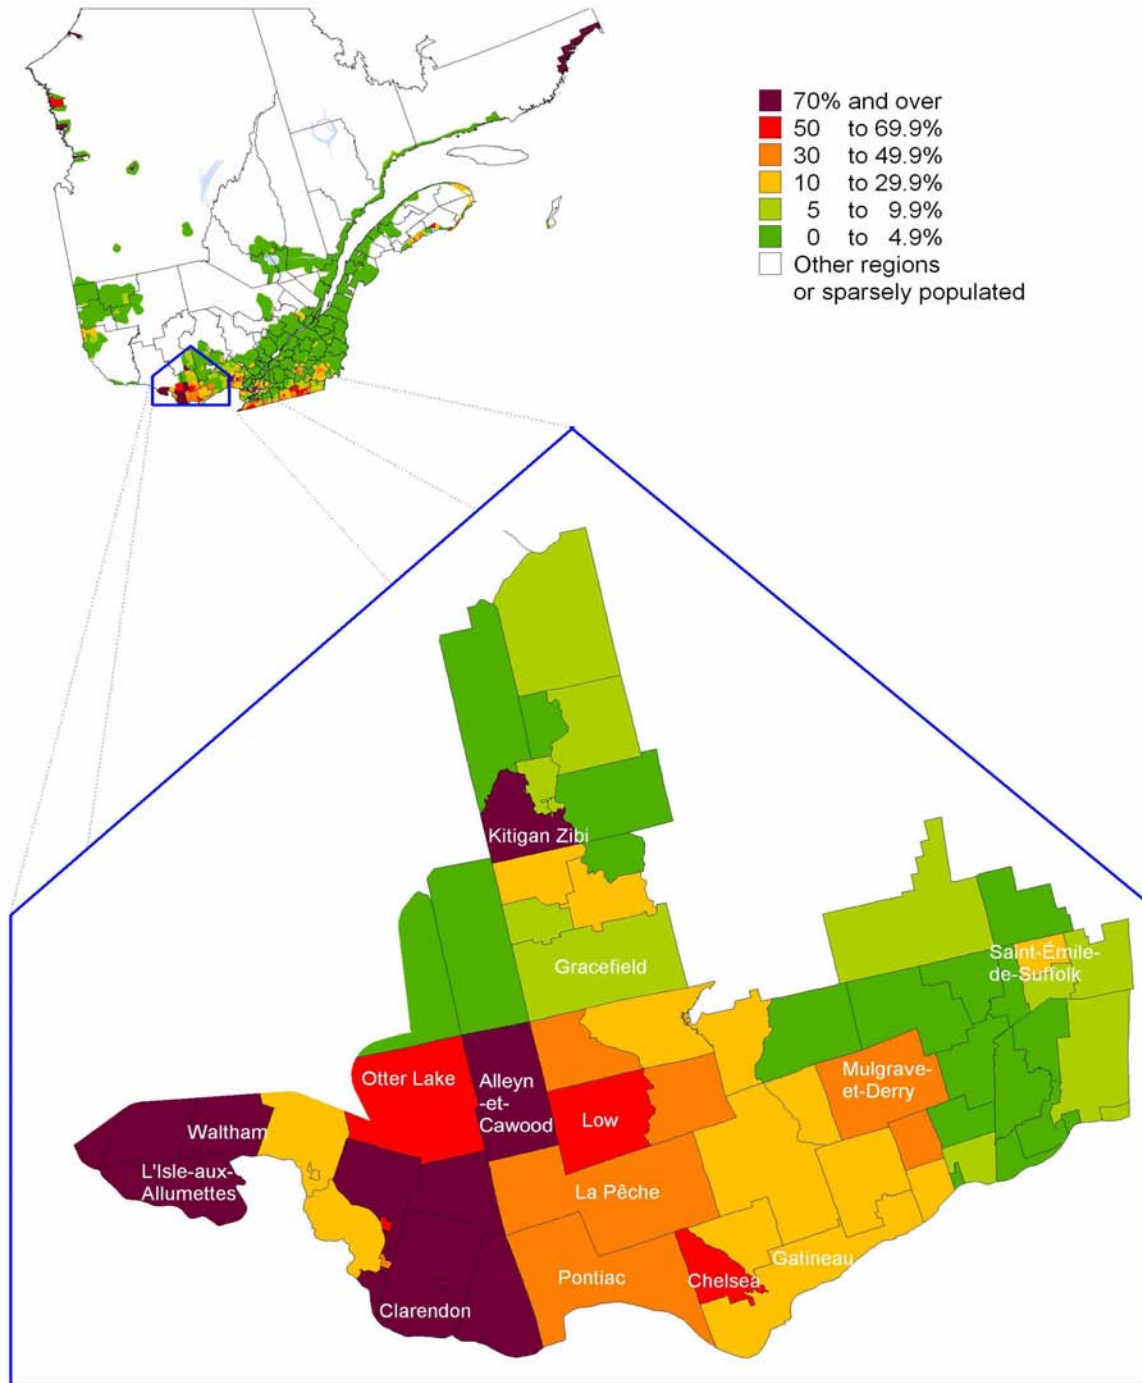 70% and over
50 to 69.9%
30 to 49.9%
10 to 29.9%
5 to 9.9%
0 to 4.9%
Other regions
or sparsely populated
Kitigan Zibi
Gracefield
Saint-Émile-
de-Suffolk
Otter Lake
Alleyn
-et-
Cawood
Low
Mulgrave-
et-Derry
Waltham
L'Isle-aux-
Allumettes
La Pêche
Pontiac
Chelsea
Gatineau
Clarendon